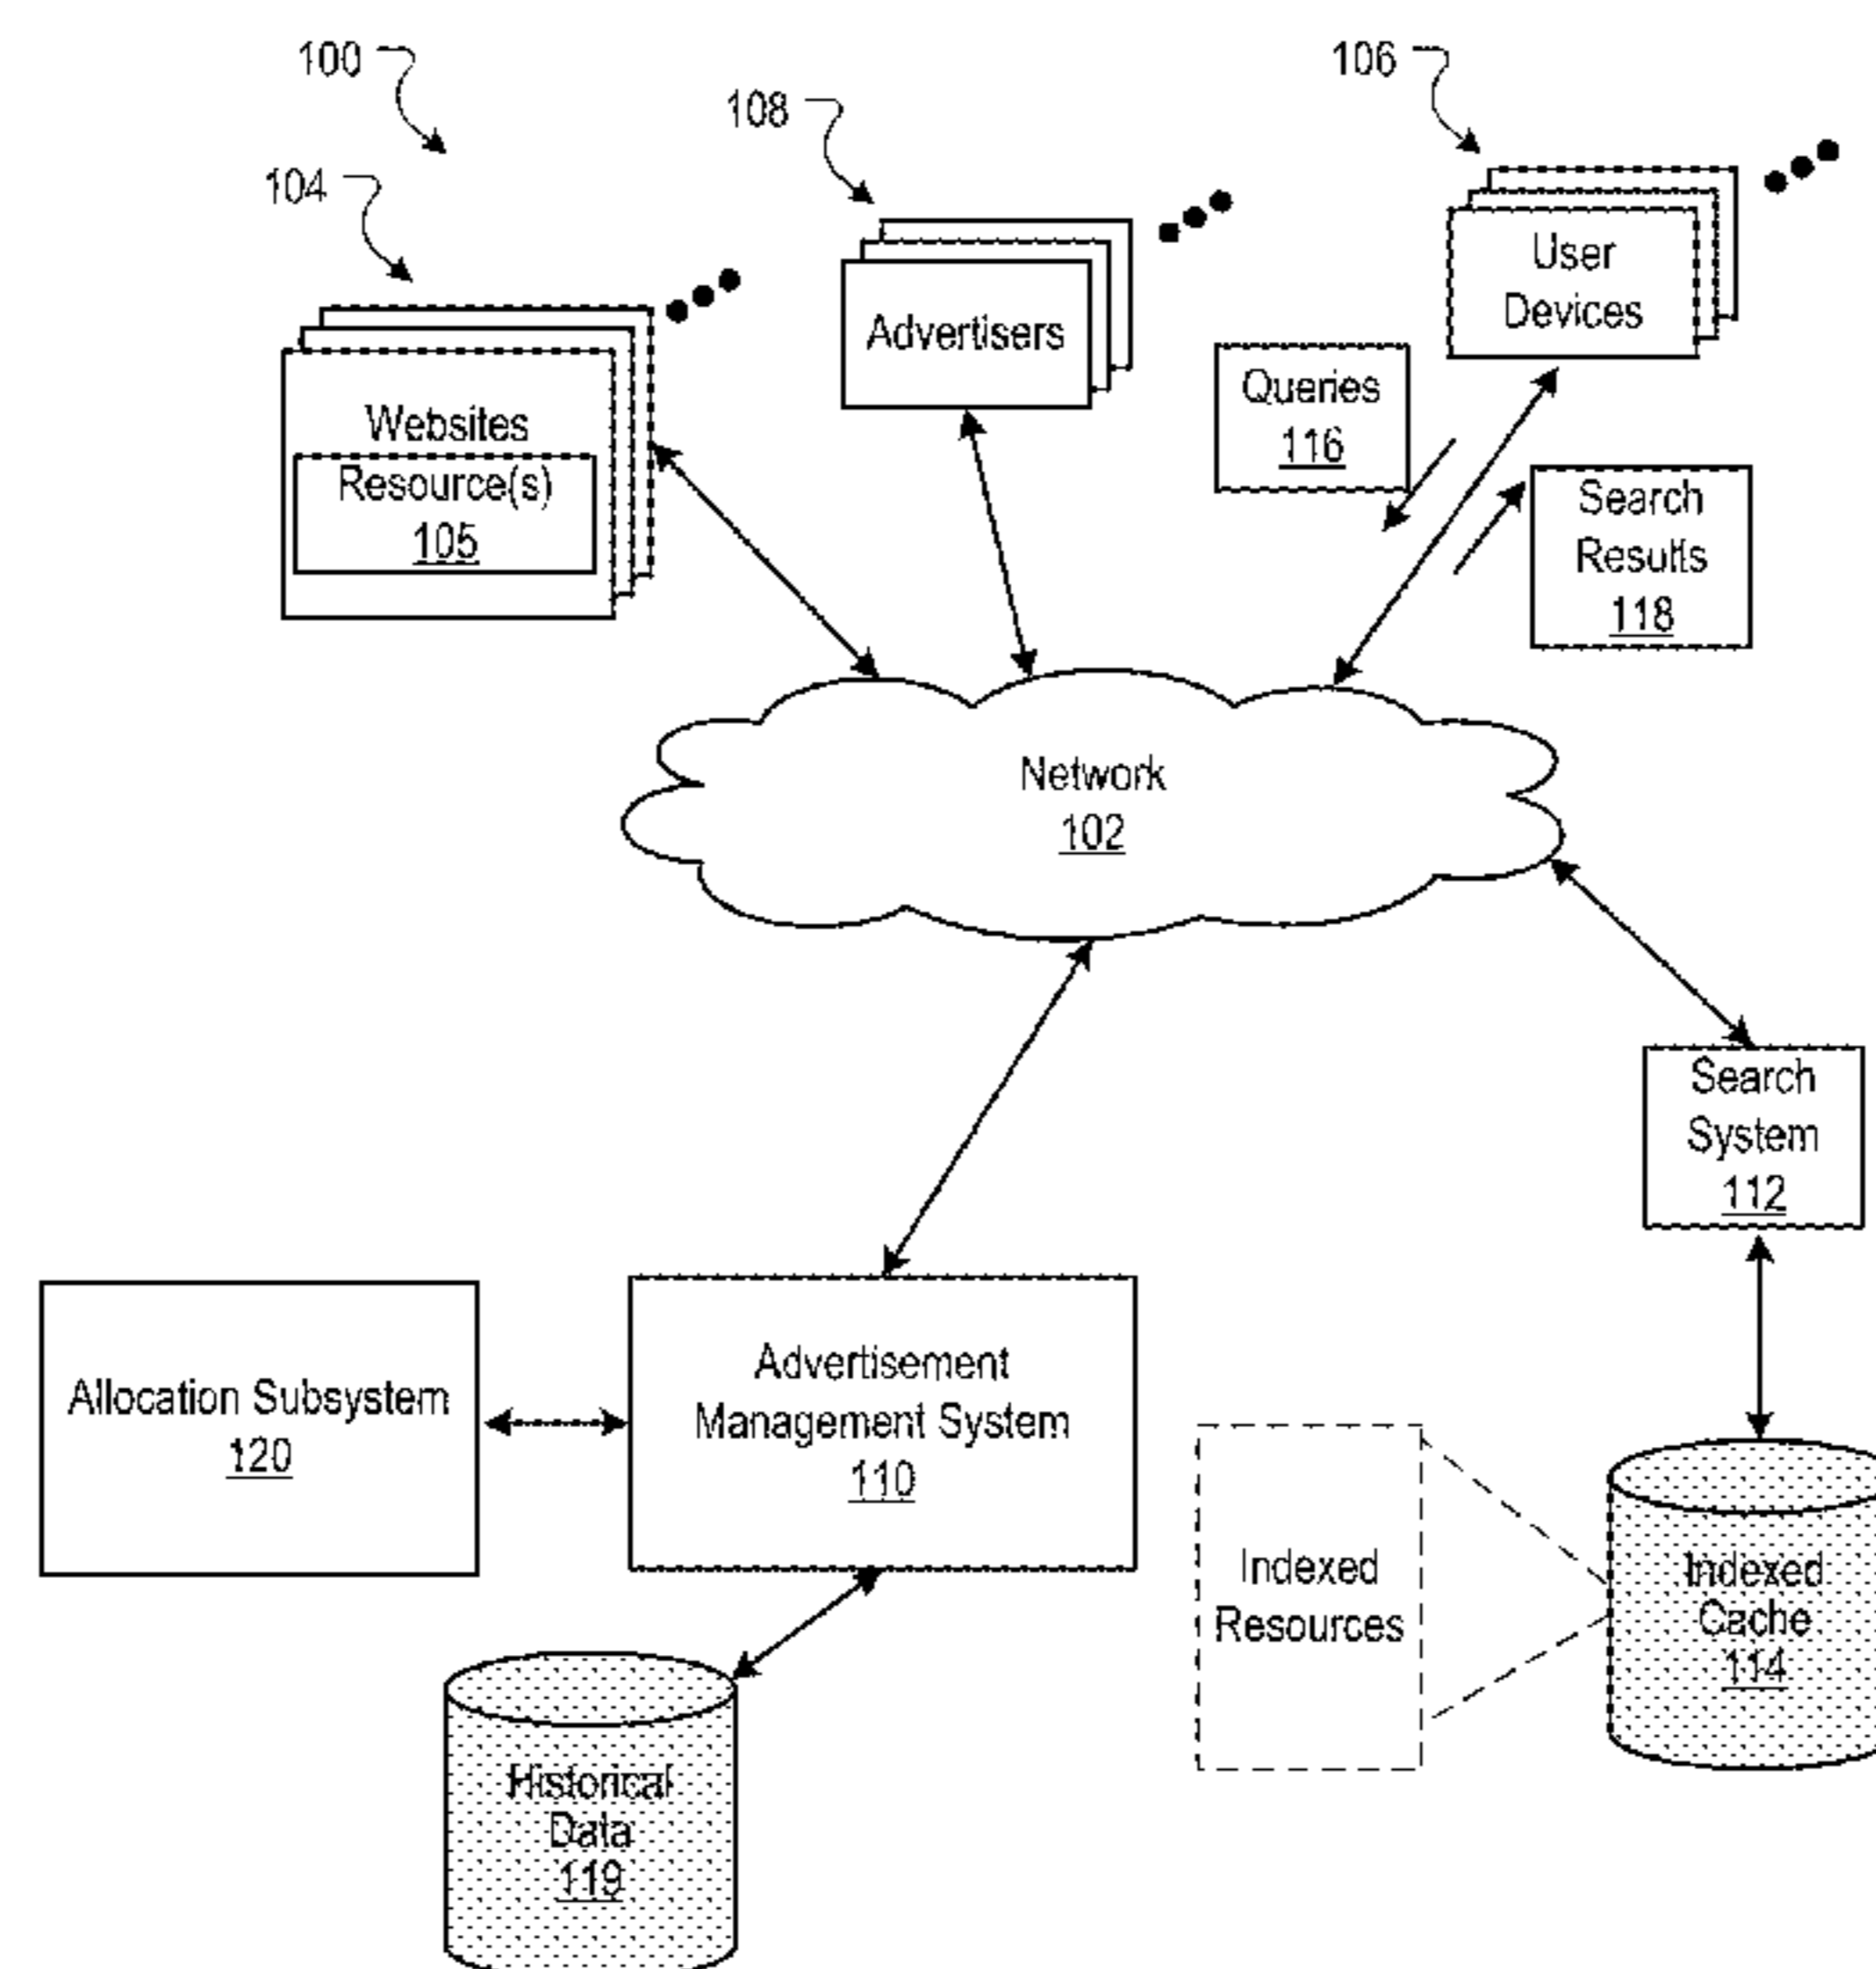 100
108
106
104
User
Devices
Advertisers
Queries
116
Websites
Resource(s)
105
Search
Results
118
Network
102
Search
System
112
Allocation Subsystem
120
Advertisement
Management System
110
Indexed
Resources
Indexed
Cache
114
Historical
Data
119